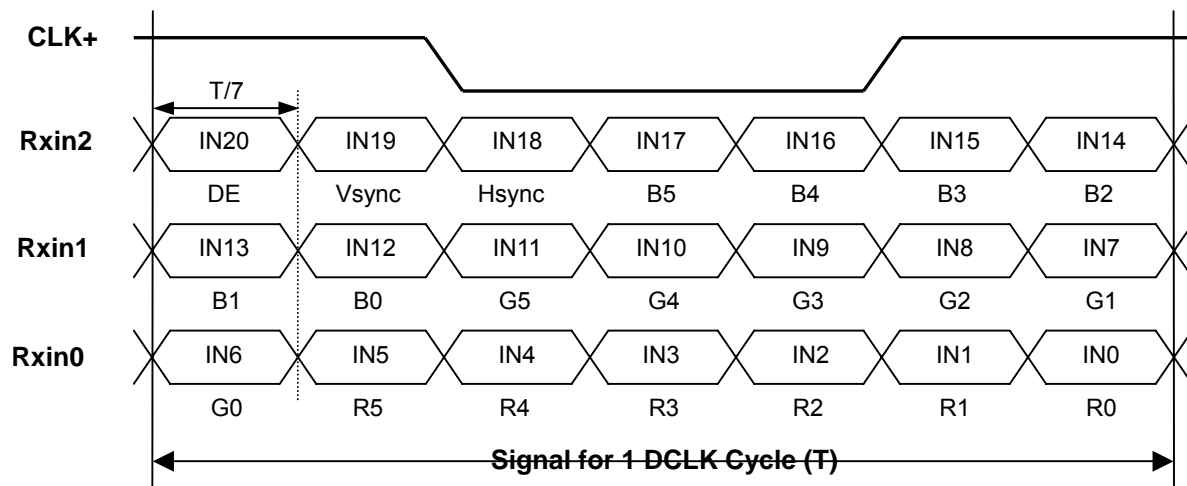 CLK+
T/7
Rxin2 IN20 IN19 IN18 IN17 IN16 IN15 IN14
DE Vsync Hsync B5 B4 B3 B2
Rxin1 IN13 IN12 IN11 IN10 IN9 IN8 IN7
B1 B0 G5 G4 G3 G2 G1
Rxin0 IN6 IN5 IN4 IN3 IN2 IN1 IN0
G0 R5 R4 R3 R2 R1 R0
Signal for 1 DCLK Cycle (T)